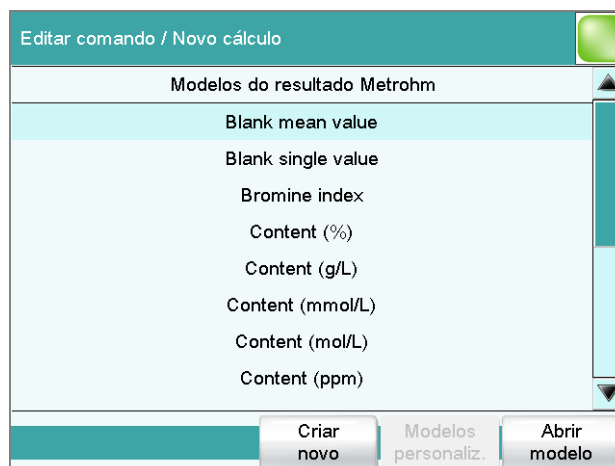 Editar comando / Novo cálculo
Modelos do resultado Metrohm
Blank mean value
Blank single value
Bromine index
Content (%)
Content (g/L)
Content (mmol/L)
Content (mol/L)
Content (ppm)
Criar
novo
Modelos
personaliz.
Abrir
modelo